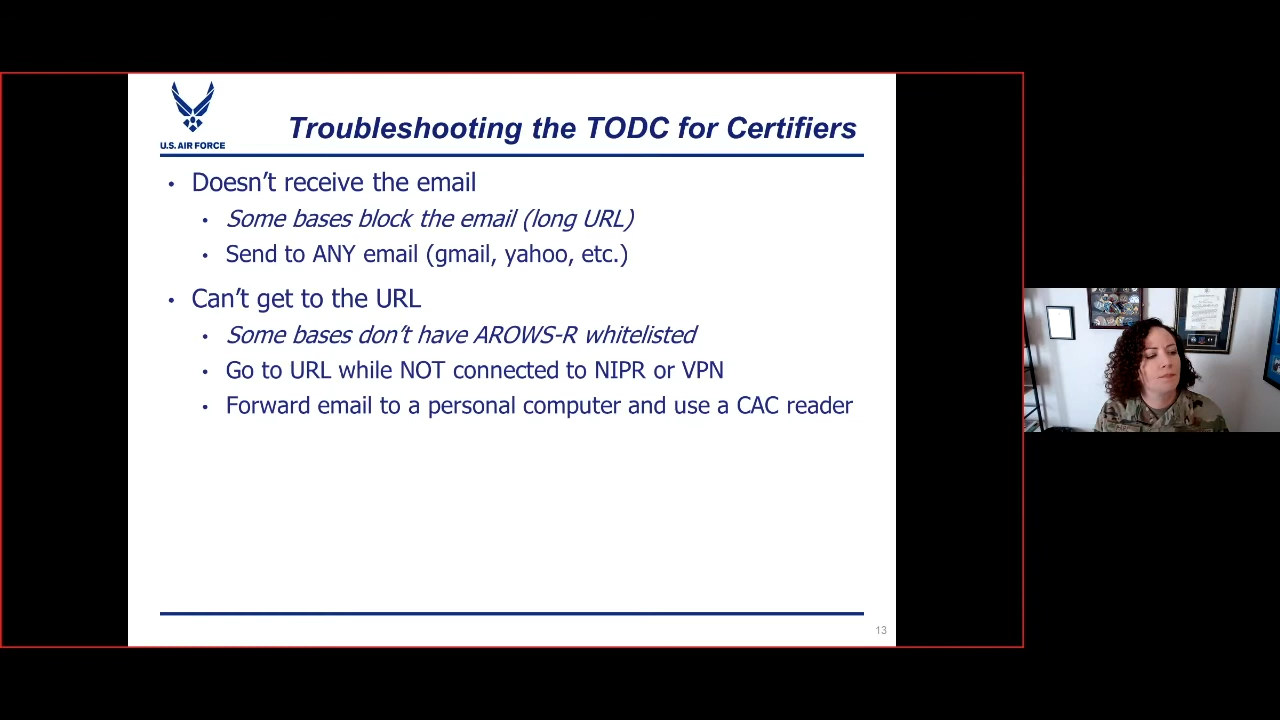 U.S. AIR FORCE
Troubleshooting the TODC for Certifiers
• Doesn’t receive the email
• Some bases block the email (long URL)
• Send to ANY email (gmail, yahoo, etc.)
• Can’t get to the URL
• Some bases don’t have AROWS-R whitelisted
• Go to URL while NOT connected to NIPR or VPN
• Forward email to a personal computer and use a CAC reader
13